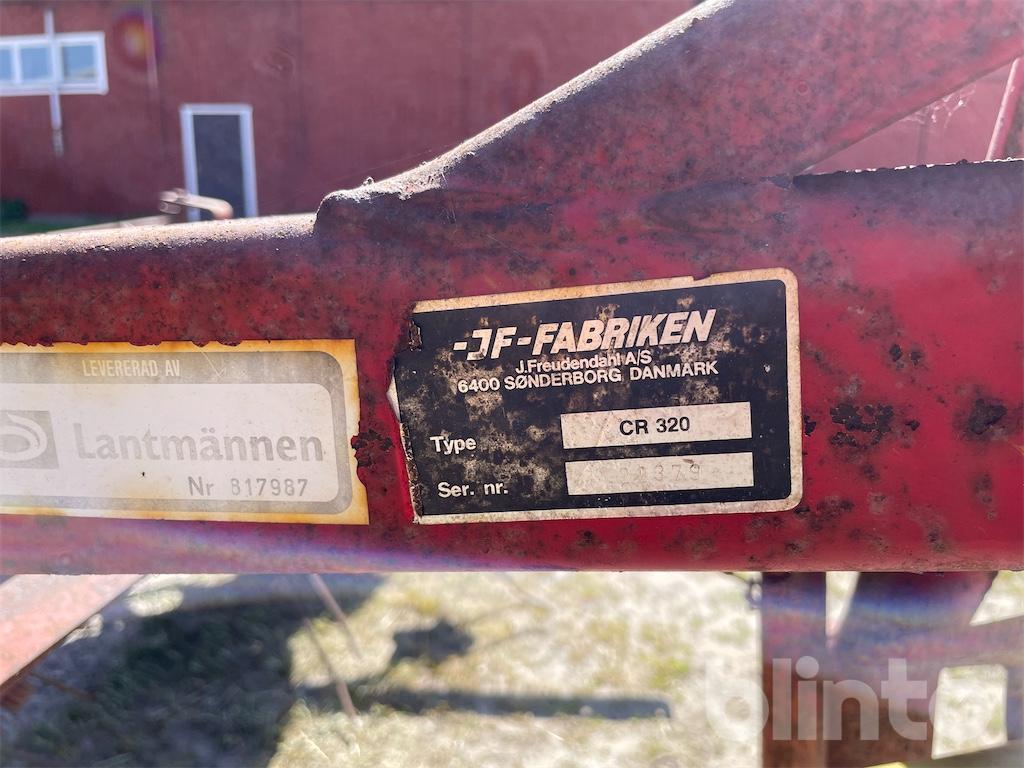 LEVERERAD AV
Lantmännen
Nr 817987
-JF-FABRIKEN
J.Freudendahl A/S
6400 SØNDERBORG DANMARK
Type CR 320
Ser. nr.
blinto